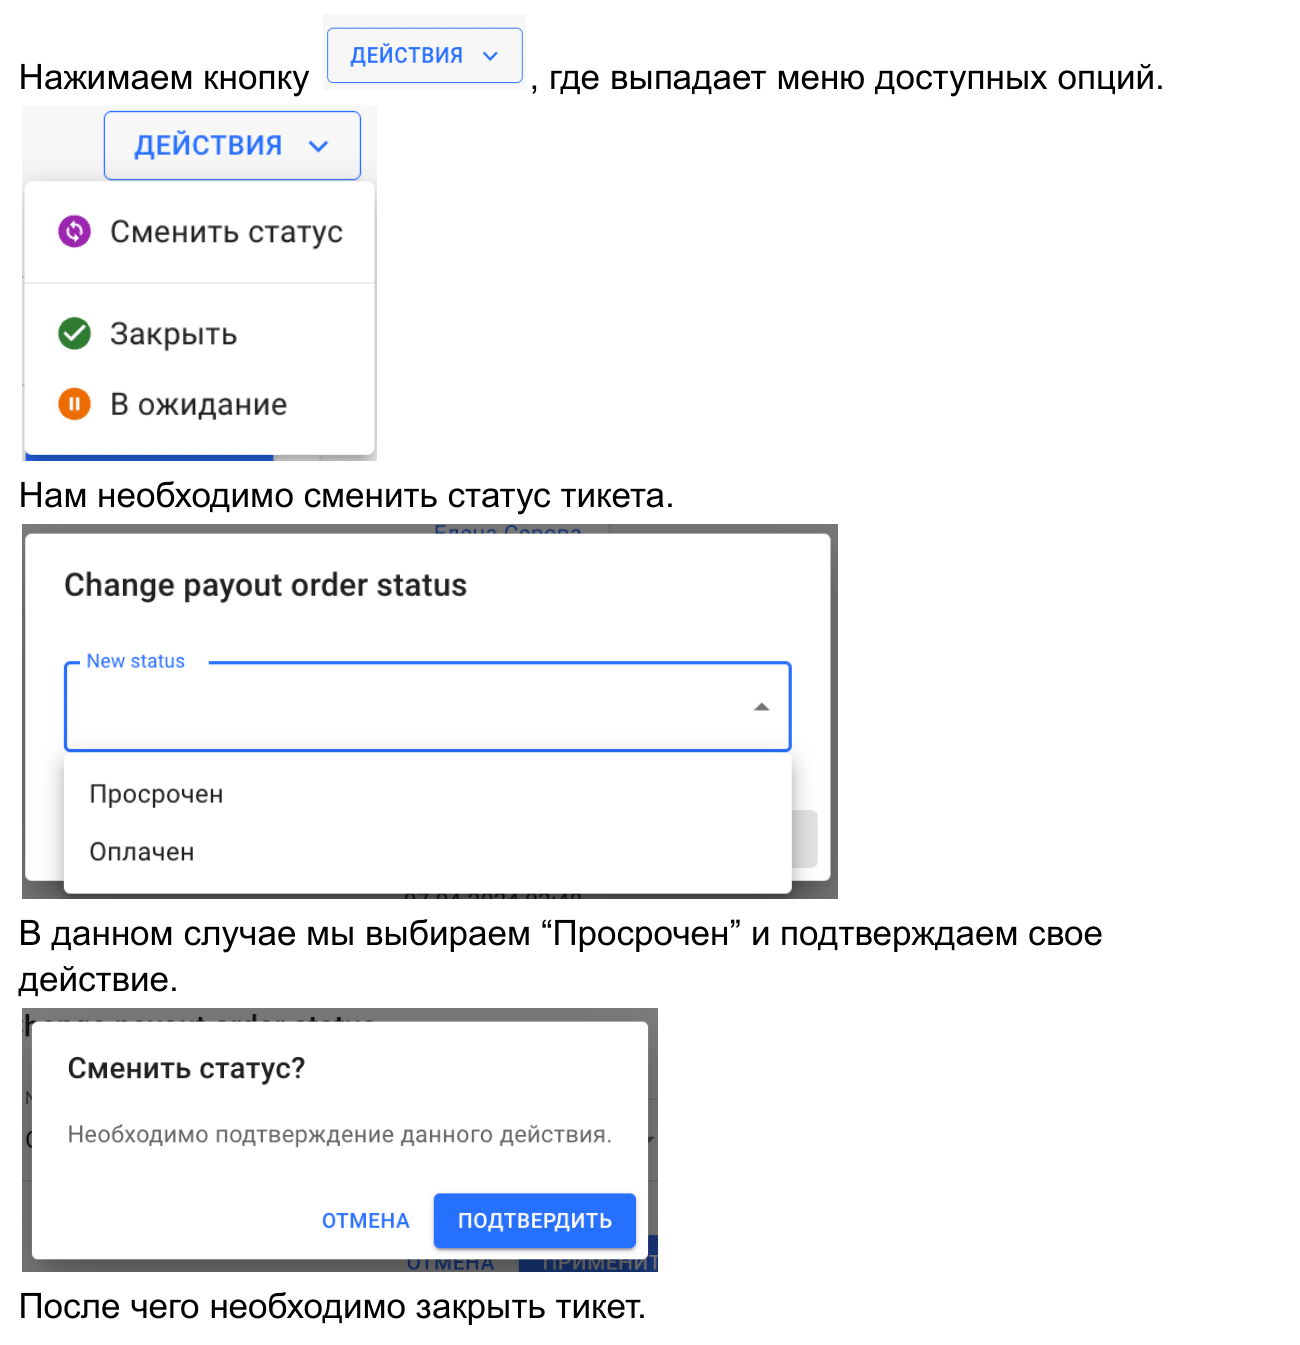 Нажимаем кнопку ДЕЙСТВИЯ , где выпадает меню доступных опций.
ДЕЙСТВИЯ
Сменить статус
Закрыть
В ожидание
Нам необходимо сменить статус тикета.
Change payout order status
New status
Просрочен
Оплачен
В данном случае мы выбираем “Просрочен” и подтверждаем свое
действие.
Сменить статус?
Необходимо подтверждение данного действия.
ОТМЕНА ПОДТВЕРДИТЬ
ОТМЕНА
После чего необходимо закрыть тикет.